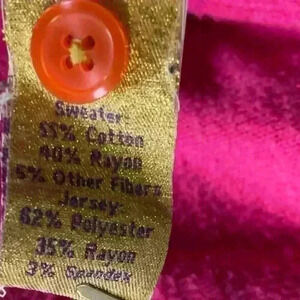 Sweater:
55% Cotton
40% Rayon
5% Other Fibers
Jersey:
62% Polyester
35% Rayon
3% Spandex